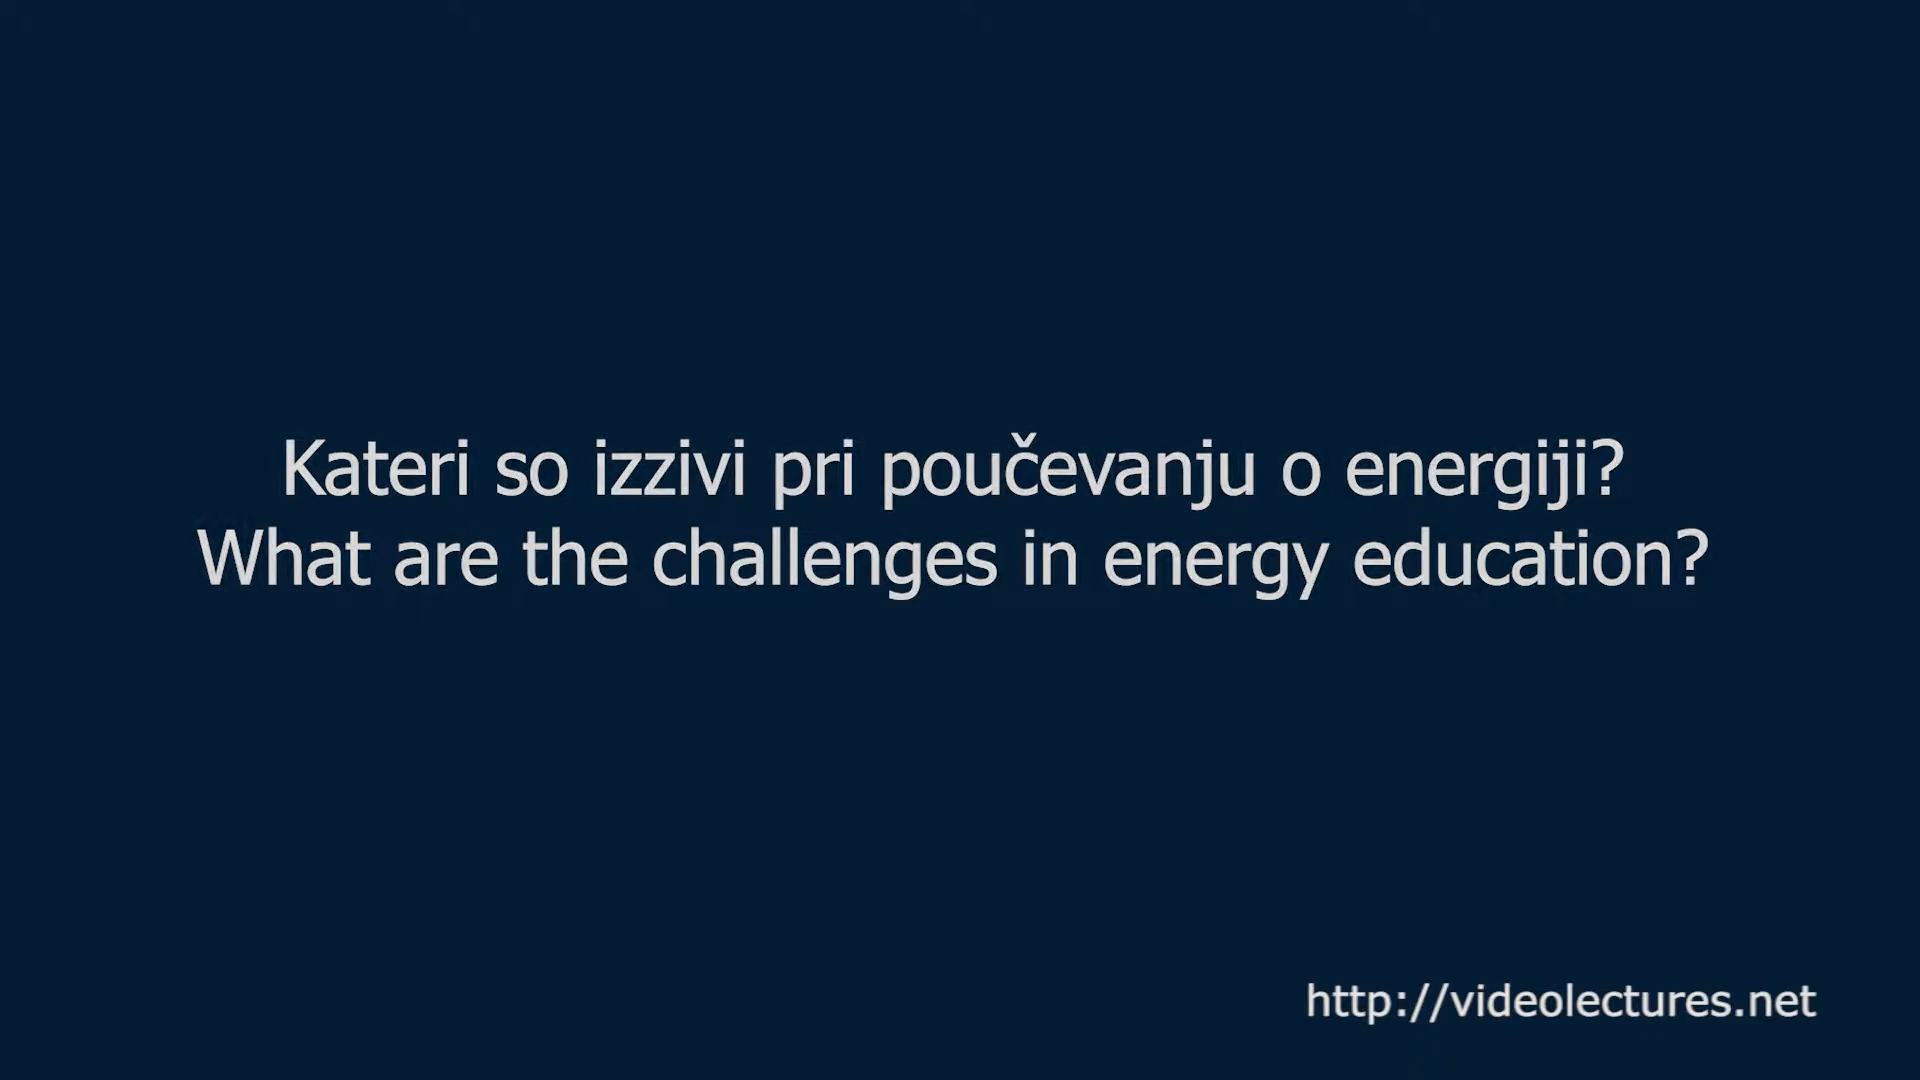 Kateri so izzivi pri poučevanju o energiji?
What are the challenges in energy education?
http://videolectures.net